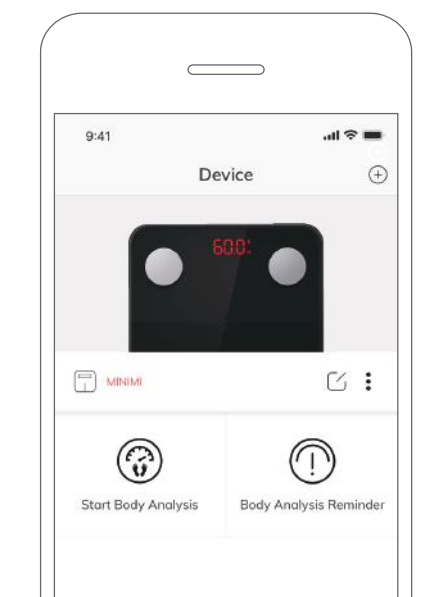 9:41
Device
60.0
MINIMI
Start Body Analysis
Body Analysis Reminder